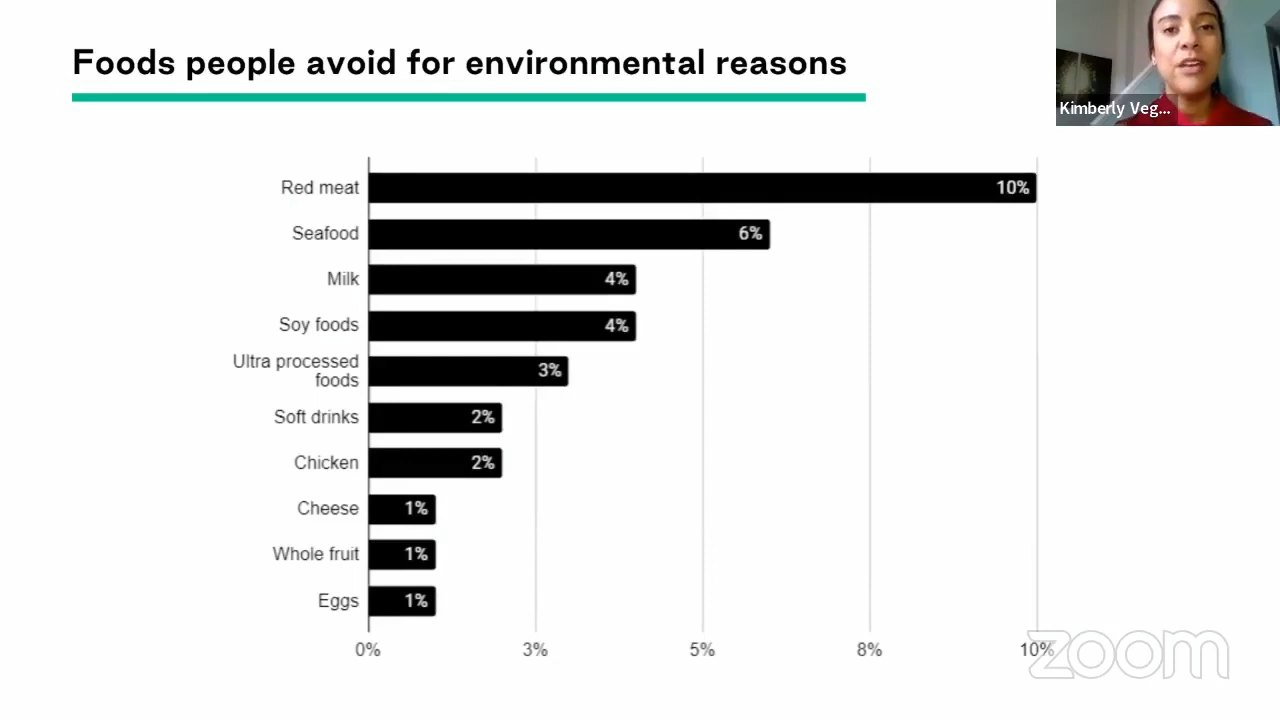 Foods people avoid for environmental reasons
Kimberly Veg...
Red meat 10%
Seafood 6%
Milk 4%
Soy foods 4%
Ultra processed
foods 3%
Soft drinks 2%
Chicken 2%
Cheese 1%
Whole fruit 1%
Eggs 1%
0% 3% 5% 8% 10%
zoom